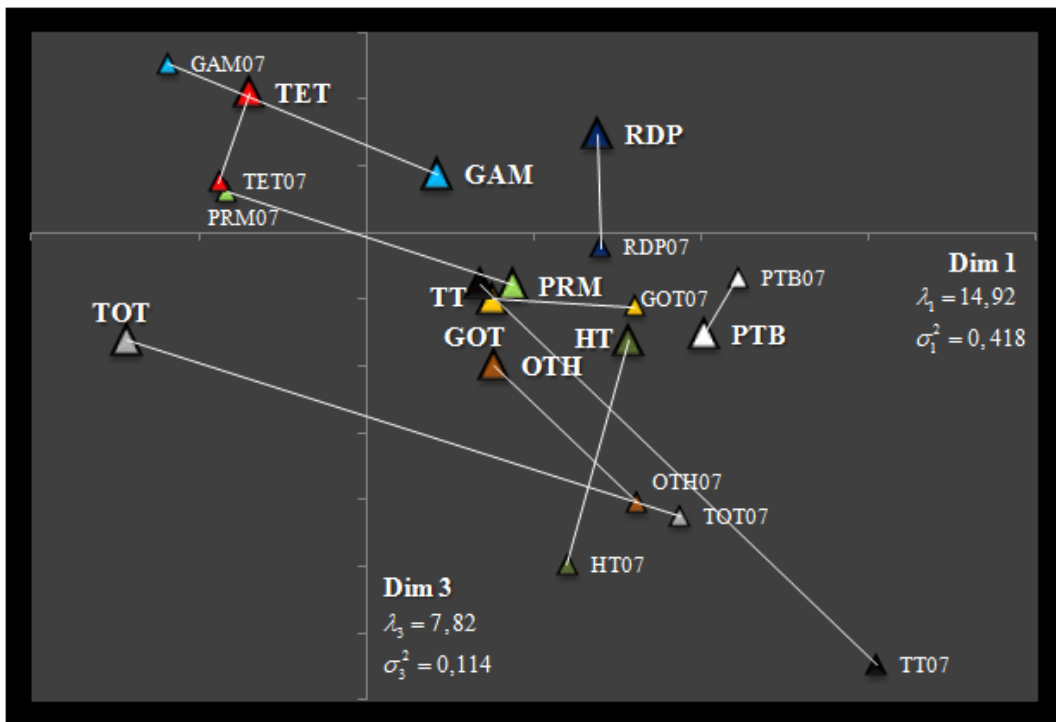 GAM07
TET
RDP
GAM
TET07
PRM07
RDP07
Dim 1
PTB07
λ₁ = 14,92
PRM
GOT07
TT
TOT
σ₁² = 0,418
GOT
HT
PTB
OTH
OTH07
TOT07
HT07
Dim 3
λ₃ = 7,82
σ₃² = 0,114
TT07